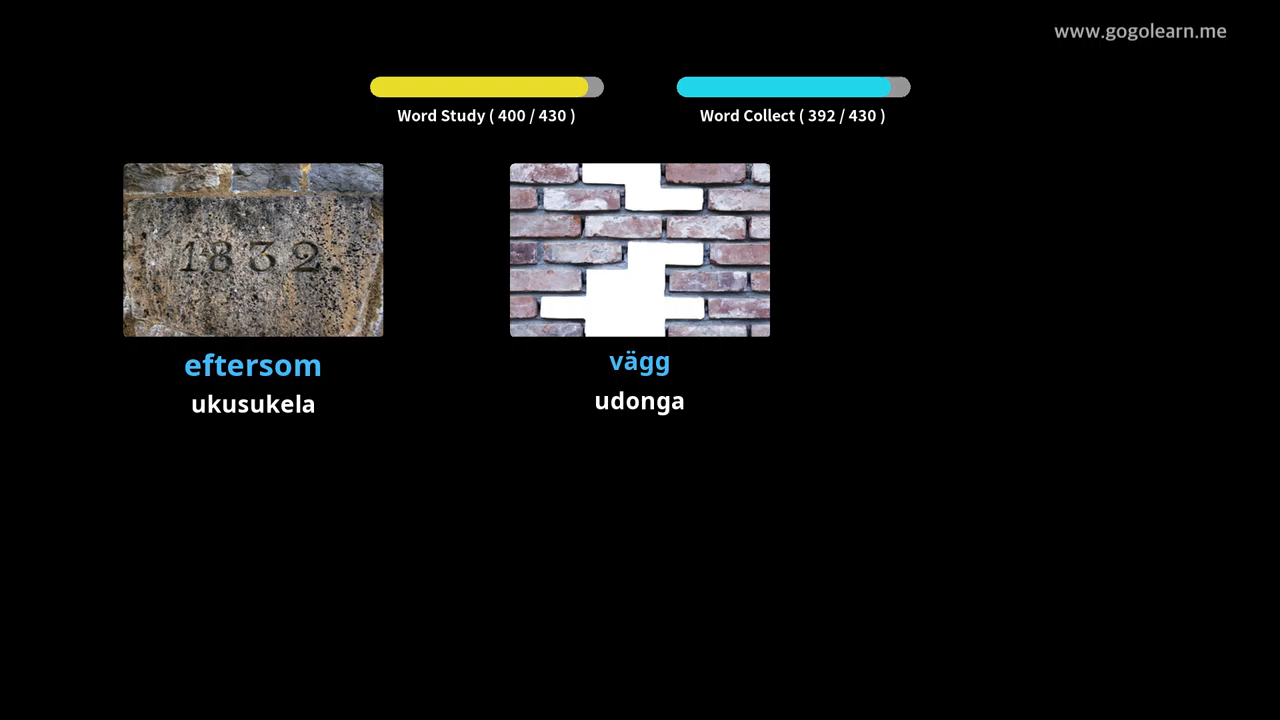 www.gogolearn.me
Word Study ( 400 / 430 )
Word Collect ( 392 / 430 )
1832.
eftersom
ukusukela
vägg
udonga